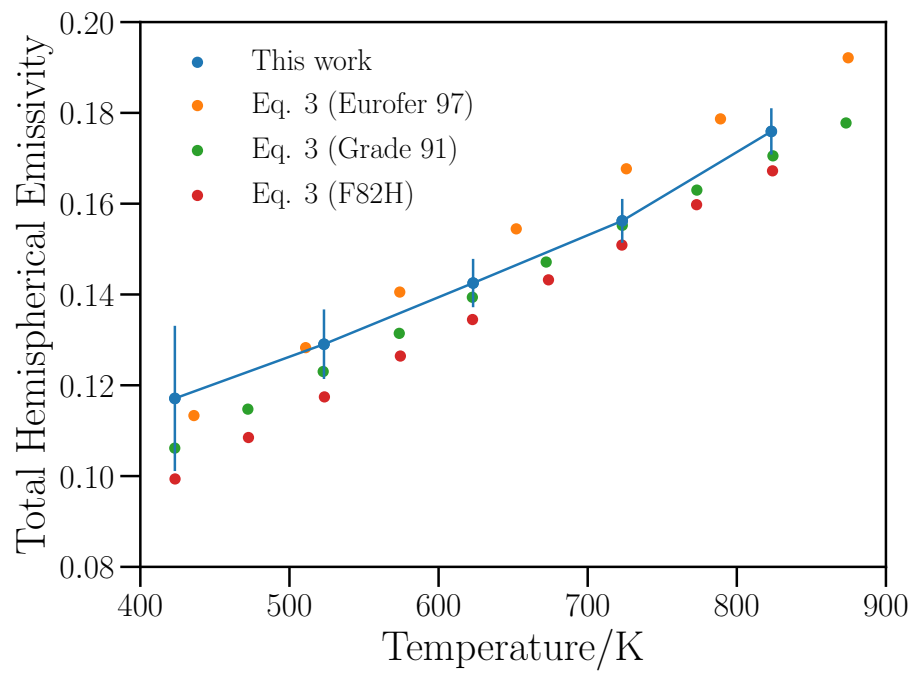 0.20
0.18
0.16
0.14
0.12
0.10
0.08
Total Hemispherical Emissivity
This work
Eq. 3 (Eurofer 97)
Eq. 3 (Grade 91)
Eq. 3 (F82H)
400 500 600 700 800 900
Temperature/K